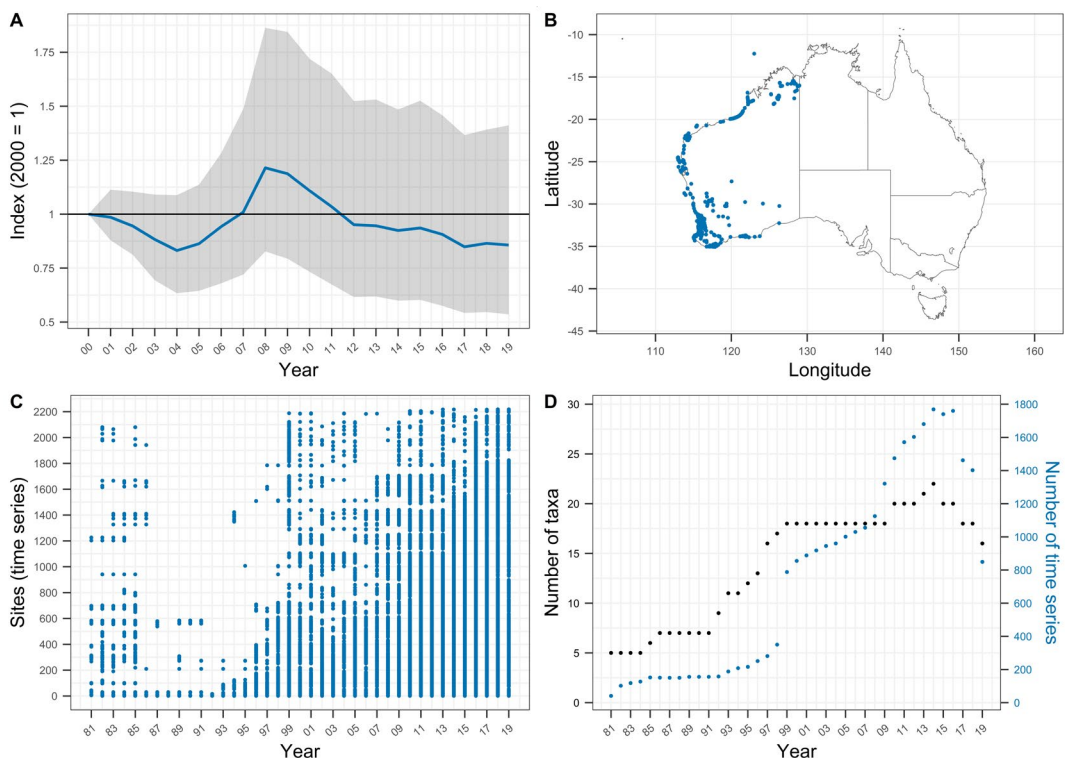 A
Index (2000 = 1)
1.75
1.5
1.25
1
0.75
0.5
00 01 02 03 04 05 06 07 08 09 10 11 12 13 14 15 16 17 18 19
Year
B
Latitude
-10
-15
-20
-25
-30
-35
-40
-45
110 120 130 140 150 160
Longitude
C
Sites (time series)
2200
2000
1800
1600
1400
1200
1000
800
600
400
200
0
81 83 85 87 89 91 93 95 97 99 01 03 05 07 09 11 13 15 17 19
Year
D
Number of taxa
30
25
20
15
10
5
0
Number of time series
1800
1600
1400
1200
1000
800
600
400
200
0
81 83 85 87 89 91 93 95 97 99 01 03 05 07 09 11 13 15 17 19
Year